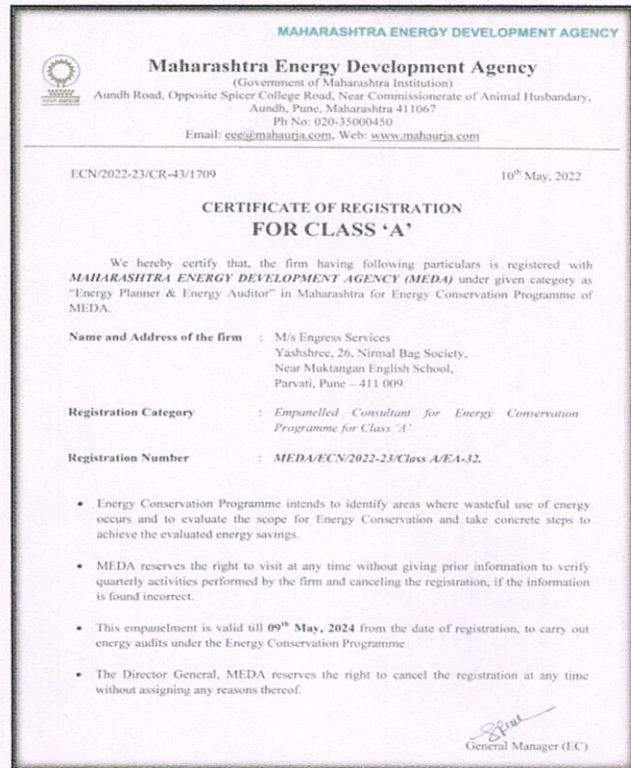 MAHARASHTRA ENERGY DEVELOPMENT AGENCY
Maharashtra Energy Development Agency
(Government of Maharashtra Institution)
Aundh Road, Opposite Spicer College Road, Near Commissionerate of Animal Husbandary,
Aundh, Pune, Maharashtra 411067
Ph No: 020-35000450
Email: eee@mahaurja.com, Web: www.mahaurja.com
ECN/2022-23/CR-43/1709 10th May, 2022
CERTIFICATE OF REGISTRATION
FOR CLASS 'A'
We hereby certify that, the firm having following particulars is registered with
MAHARASHTRA ENERGY DEVELOPMENT AGENCY (MEDA) under given category as
"Energy Planner & Energy Auditor" in Maharashtra for Energy Conservation Programme of
MEDA.
Name and Address of the firm : M/s Engress Services
Yashshree, 26, Nirmal Bag Society,
Near Muktangan English School,
Parvati, Pune – 411 009.
Registration Category : Empanelled Consultant for Energy Conservation
Programme for Class 'A'
Registration Number : MEDA/ECN/2022-23/Class A/EA-32.
• Energy Conservation Programme intends to identify areas where wasteful use of energy
occurs and to evaluate the scope for Energy Conservation and take concrete steps to
achieve the evaluated energy savings.
• MEDA reserves the right to visit at any time without giving prior information to verify
quarterly activities performed by the firm and canceling the registration, if the information
is found incorrect.
• This empanelment is valid till 09th May, 2024 from the date of registration, to carry out
energy audits under the Energy Conservation Programme
• The Director General, MEDA reserves the right to cancel the registration at any time
without assigning any reasons thereof.
General Manager (EC)